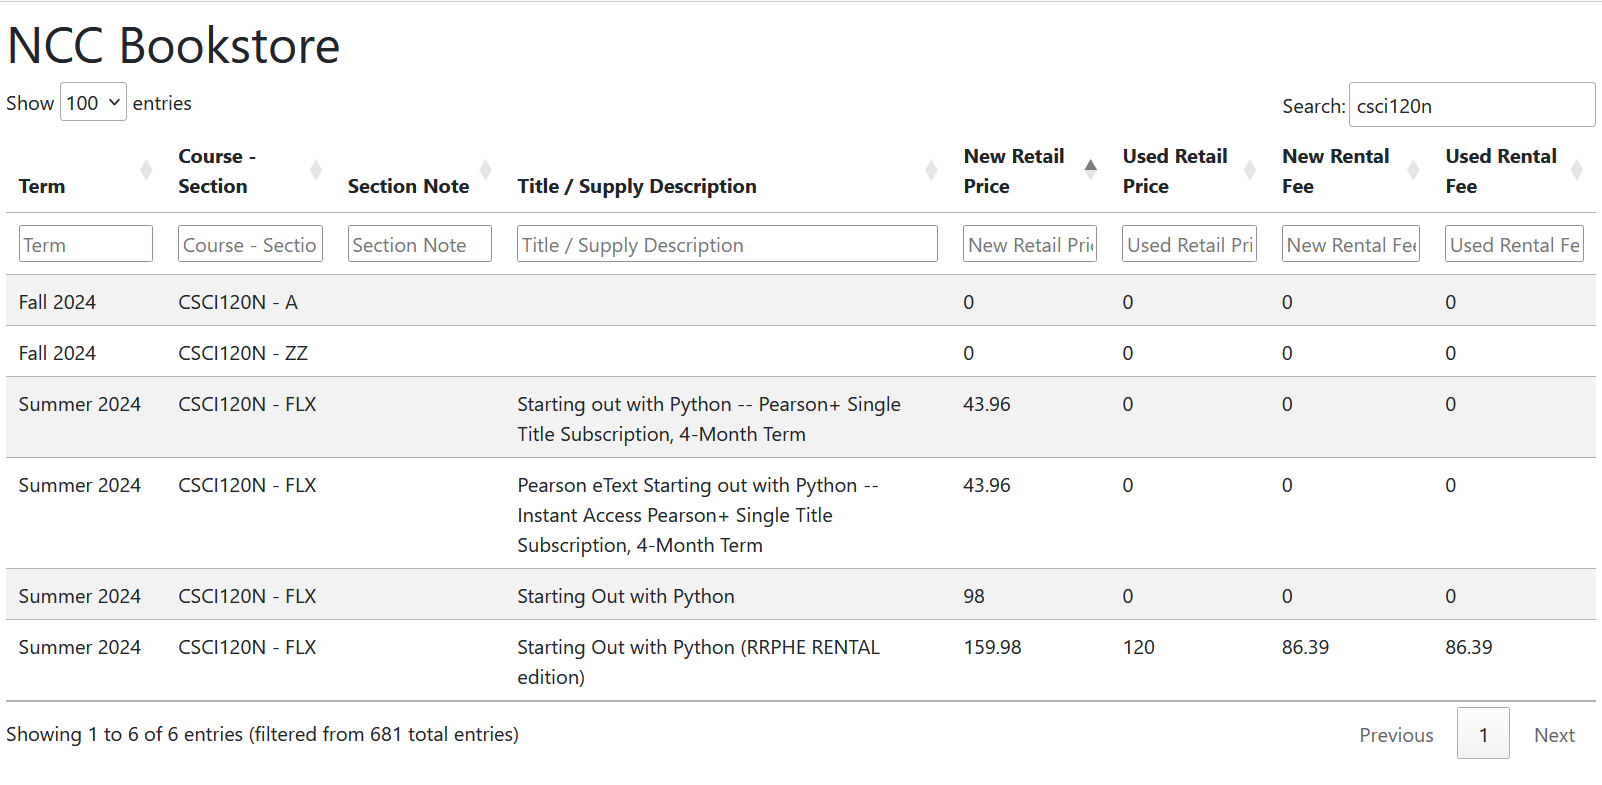 NCC Bookstore
Show 100 entries
Search: csci120n
Term Course - Section Section Note Title / Supply Description New Retail Price Used Retail Price New Rental Fee Used Rental Fee
Term Course - Sectio Section Note Title / Supply Description New Retail Pri Used Retail Pri New Rental Fe Used Rental Fe
Fall 2024 CSCI120N - A 0 0 0 0
Fall 2024 CSCI120N - ZZ 0 0 0 0
Summer 2024 CSCI120N - FLX Starting out with Python -- Pearson+ Single 43.96 0 0 0
Title Subscription, 4-Month Term
Summer 2024 CSCI120N - FLX Pearson eText Starting out with Python -- 43.96 0 0 0
Instant Access Pearson+ Single Title
Subscription, 4-Month Term
Summer 2024 CSCI120N - FLX Starting Out with Python 98 0 0 0
Summer 2024 CSCI120N - FLX Starting Out with Python (RRPHE RENTAL 159.98 120 86.39 86.39
edition)
Showing 1 to 6 of 6 entries (filtered from 681 total entries)
Previous 1 Next